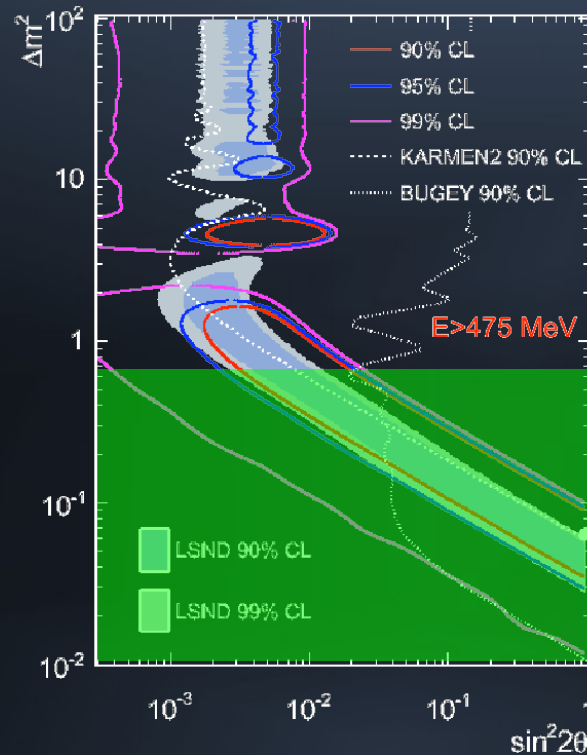 Δm²
10²
10
1
10⁻¹
10⁻²
90% CL
95% CL
99% CL
KARMEN2 90% CL
BUGEY 90% CL
E>475 MeV
LSND 90% CL
LSND 99% CL
10⁻³
10⁻²
10⁻¹
1
sin²2θ